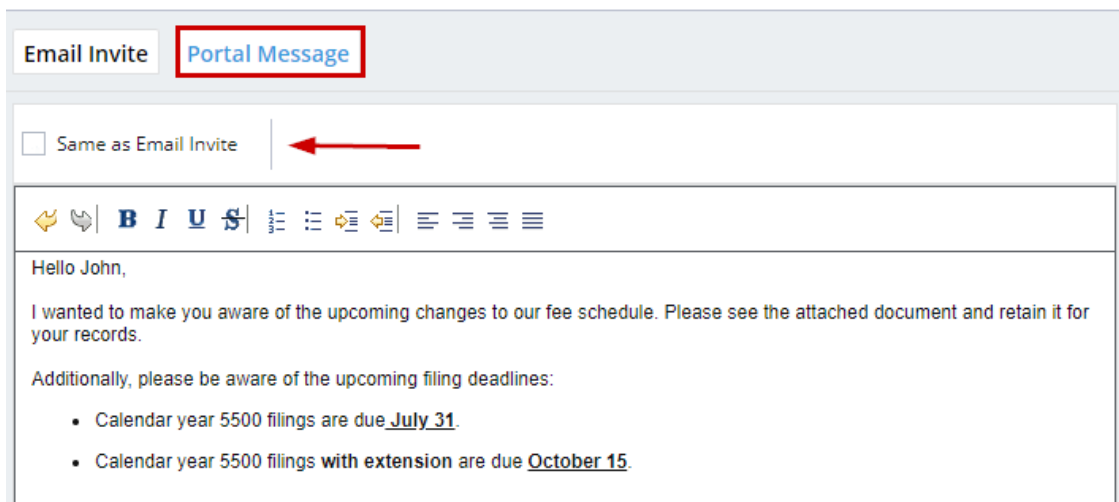 Email Invite Portal Message
Same as Email Invite
B I U S
Hello John,
I wanted to make you aware of the upcoming changes to our fee schedule. Please see the attached document and retain it for
your records.
Additionally, please be aware of the upcoming filing deadlines:
• Calendar year 5500 filings are due July 31.
• Calendar year 5500 filings with extension are due October 15.